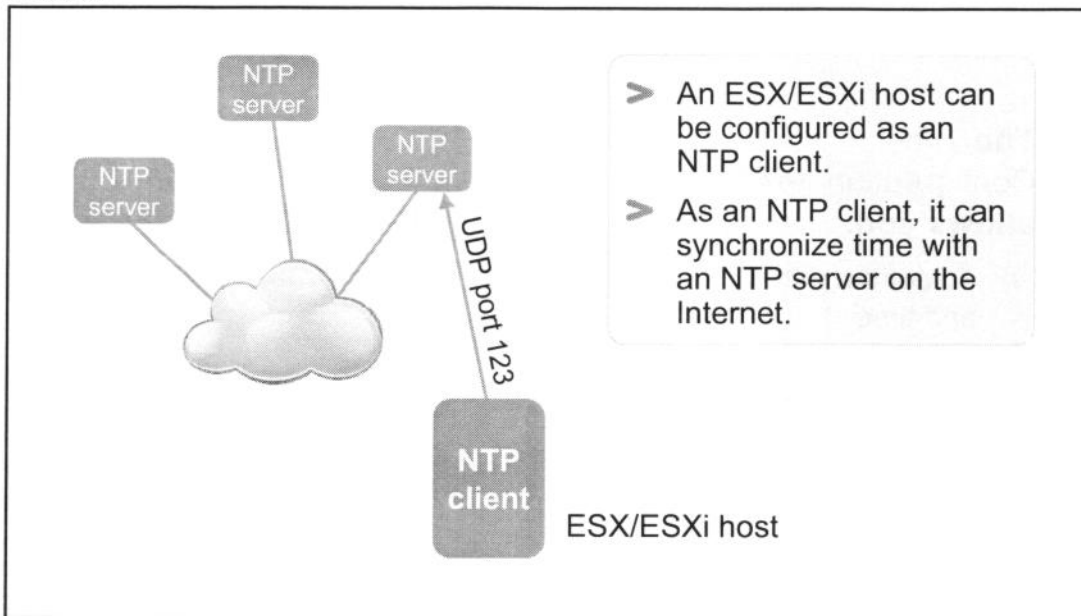 NTP
server
NTP
server
NTP
server
UDP port 123
NTP
client
ESX/ESXi host
> An ESX/ESXi host can
be configured as an
NTP client.
> As an NTP client, it can
synchronize time with
an NTP server on the
Internet.